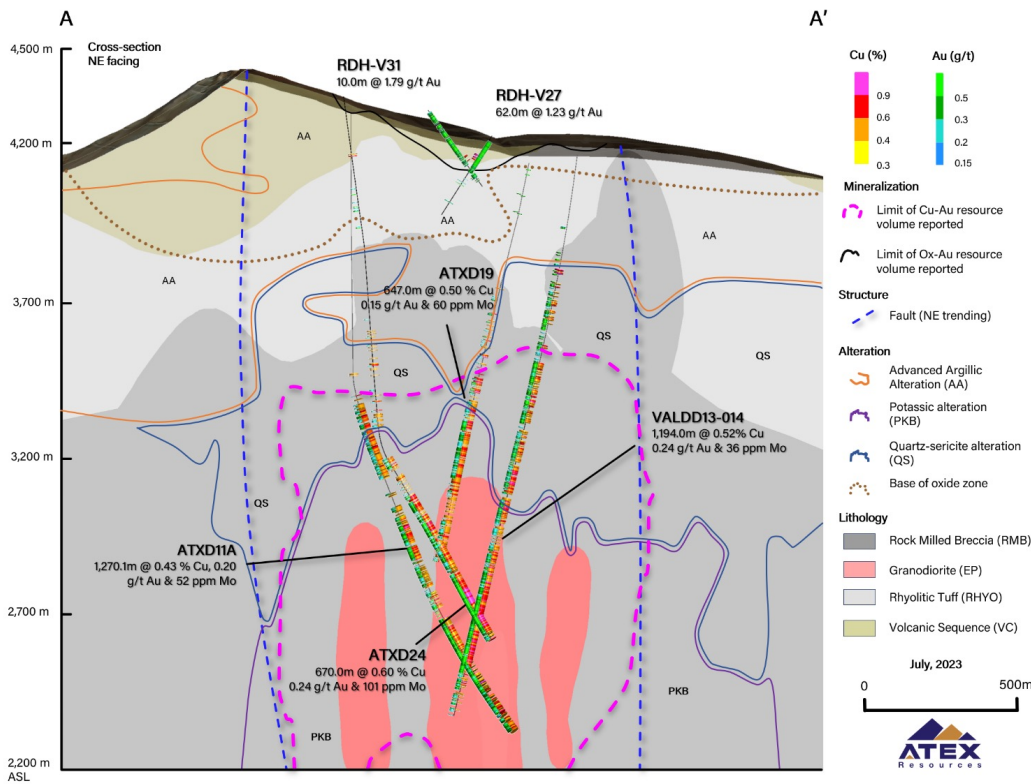 A
A'
Cross-section
NE facing
4,500 m
4,200 m
3,700 m
3,200 m
2,700 m
2,200 m
ASL
RDH-V31
10.0m @ 1.79 g/t Au
RDH-V27
62.0m @ 1.23 g/t Au
AA
AA
AA
AA
ATXD19
647.0m @ 0.50 % Cu
0.15 g/t Au & 60 ppm Mo
QS
QS
QS
QS
VALDD13-014
1,194.0m @ 0.52% Cu
0.24 g/t Au & 36 ppm Mo
ATXD11A
1,270.1m @ 0.43 % Cu, 0.20
g/t Au & 52 ppm Mo
ATXD24
670.0m @ 0.60 % Cu
0.24 g/t Au & 101 ppm Mo
PKB
PKB
Cu (%)
0.9
0.6
0.4
0.3
Au (g/t)
0.5
0.3
0.2
0.15
Mineralization
Limit of Cu-Au resource
volume reported
Limit of Ox-Au resource
volume reported
Structure
Fault (NE trending)
Alteration
Advanced Argillic
Alteration (AA)
Potassic alteration
(PKB)
Quartz-sericite alteration
(QS)
Base of oxide zone
Lithology
Rock Milled Breccia (RMB)
Granodiorite (EP)
Rhyolitic Tuff (RHYO)
Volcanic Sequence (VC)
July, 2023
0
500m
ATEX
Resources